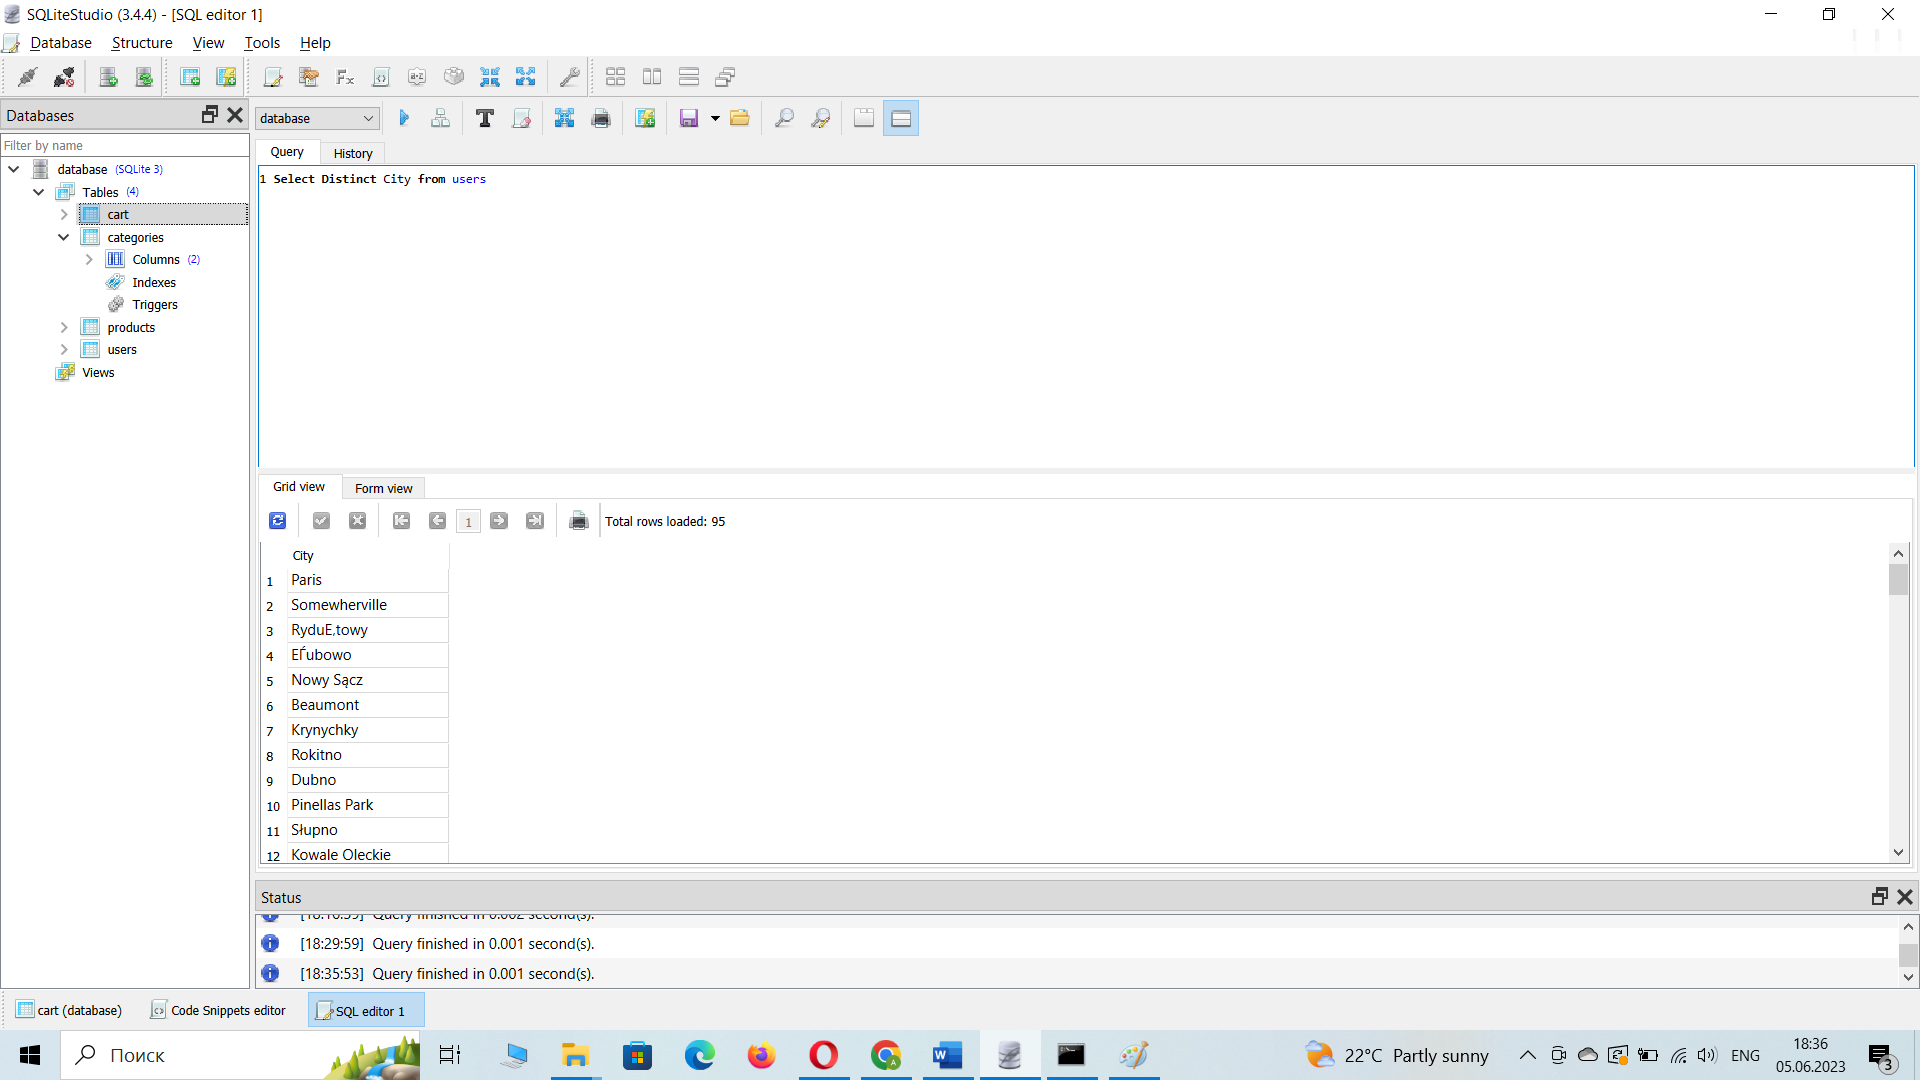 SQLiteStudio (3.4.4) - [SQL editor 1]
Database Structure View Tools Help
Databases
database
Filter by name
Query History
database (SQLite 3)
Tables (4)
cart
categories
Columns (2)
Indexes
Triggers
products
users
Views
1 Select Distinct City from users
Grid view Form view
1
Total rows loaded: 95
City
1 Paris
2 Somewherville
3 RyduЕ‚towy
4 ЕЃubowo
5 Nowy Sącz
6 Beaumont
7 Krynychky
8 Rokitno
9 Dubno
10 Pinellas Park
11 Słupno
12 Kowale Oleckie
Status
[18:16:59] Query finished in 0.002 second(s).
[18:29:59] Query finished in 0.001 second(s).
[18:35:53] Query finished in 0.001 second(s).
cart (database) Code Snippets editor SQL editor 1
Поиск
22°C Partly sunny
ENG
18:36
05.06.2023
3